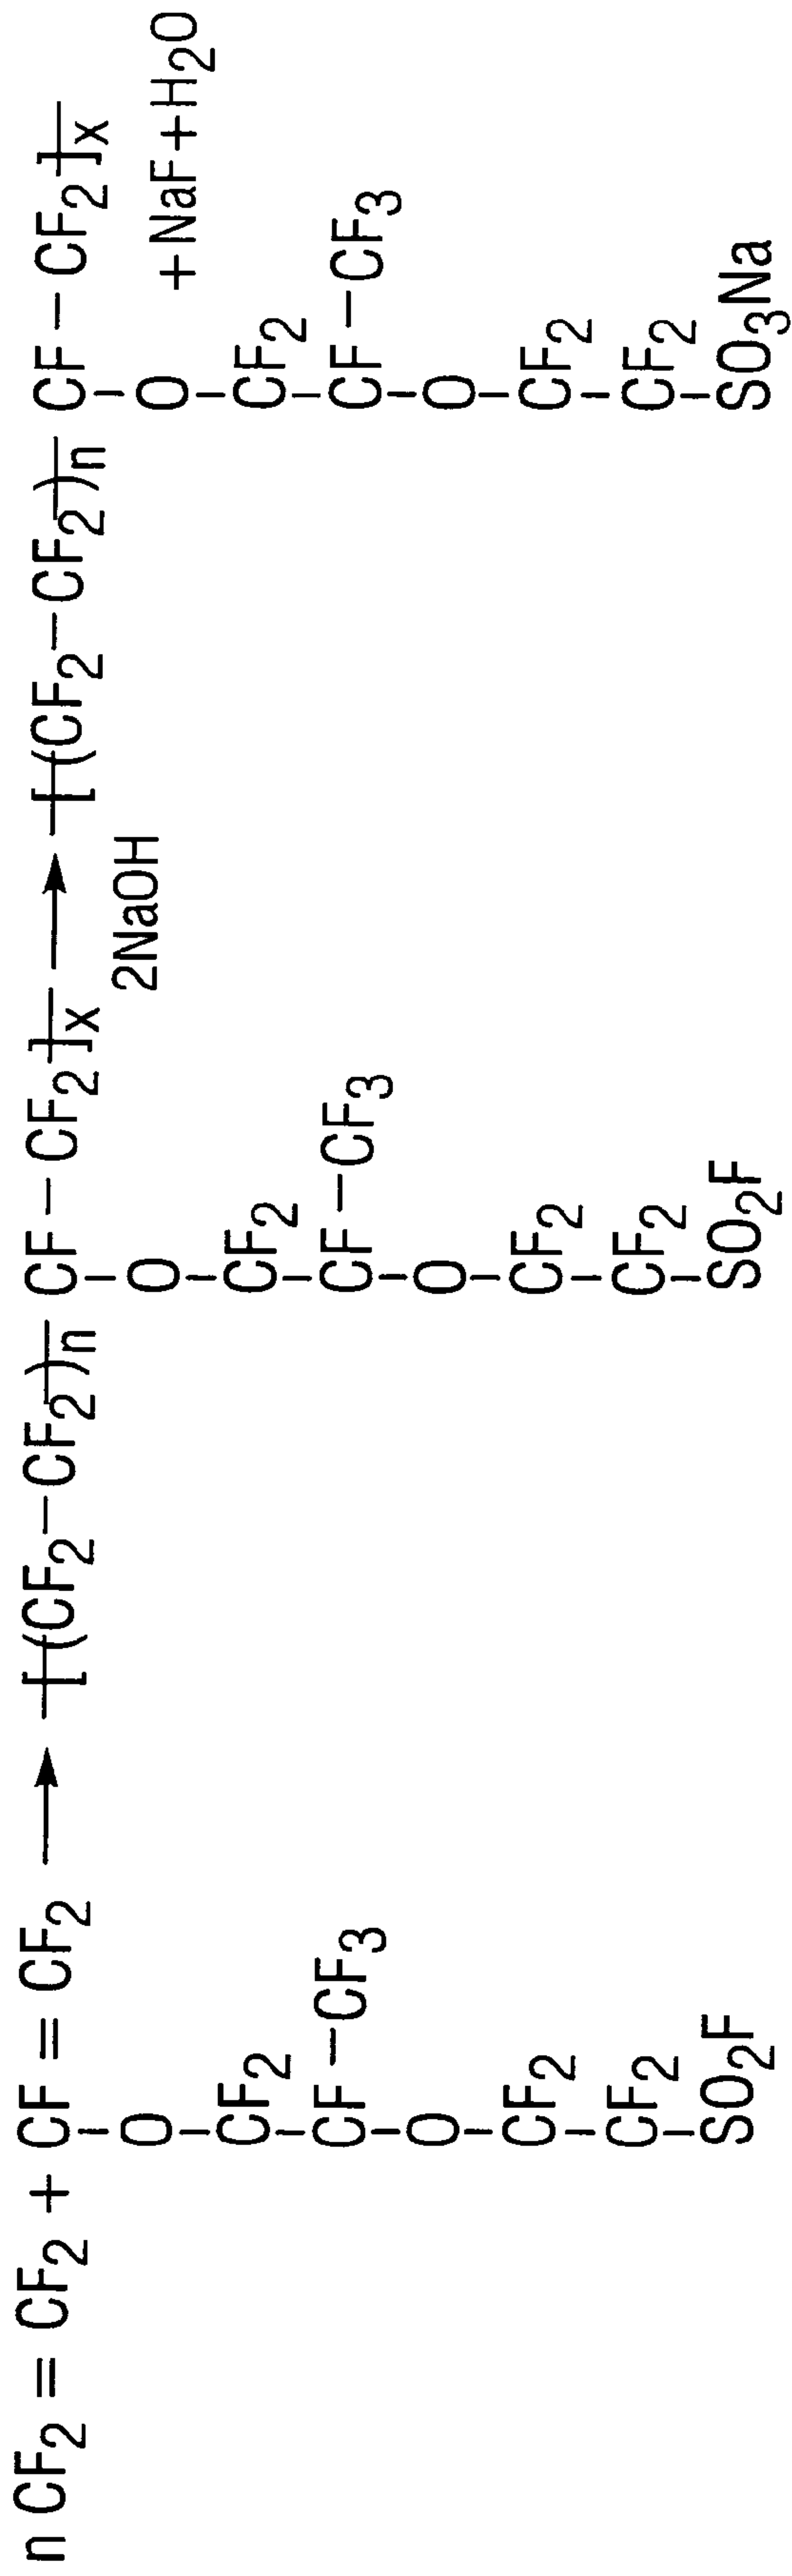 n CF2 = CF2 + CF = CF2 ⟶ [(CF2–CF2)n CF–CF2]x ⟶ [(CF2–CF2)n CF–CF2]x
2NaOH
+NaF+H2O
O O O
CF2 CF2 CF2
CF–CF3 CF–CF3 CF–CF3
O O O
CF2 CF2 CF2
CF2 CF2 CF2
SO2F SO2F SO3Na